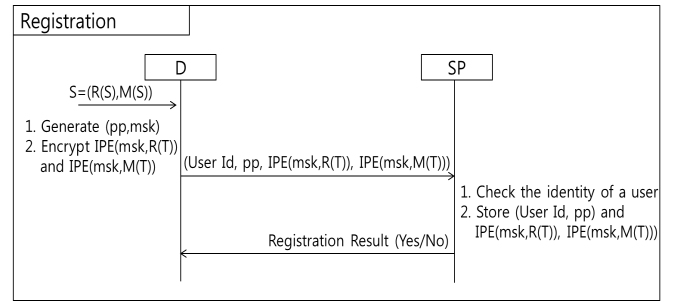 Registration
D
SP
S=(R(S),M(S))
1. Generate (pp,msk)
2. Encrypt IPE(msk,R(T))
and IPE(msk,M(T))
(User Id, pp, IPE(msk,R(T)), IPE(msk,M(T)))
1. Check the identity of a user
2. Store (User Id, pp) and
IPE(msk,R(T)), IPE(msk,M(T)))
Registration Result (Yes/No)